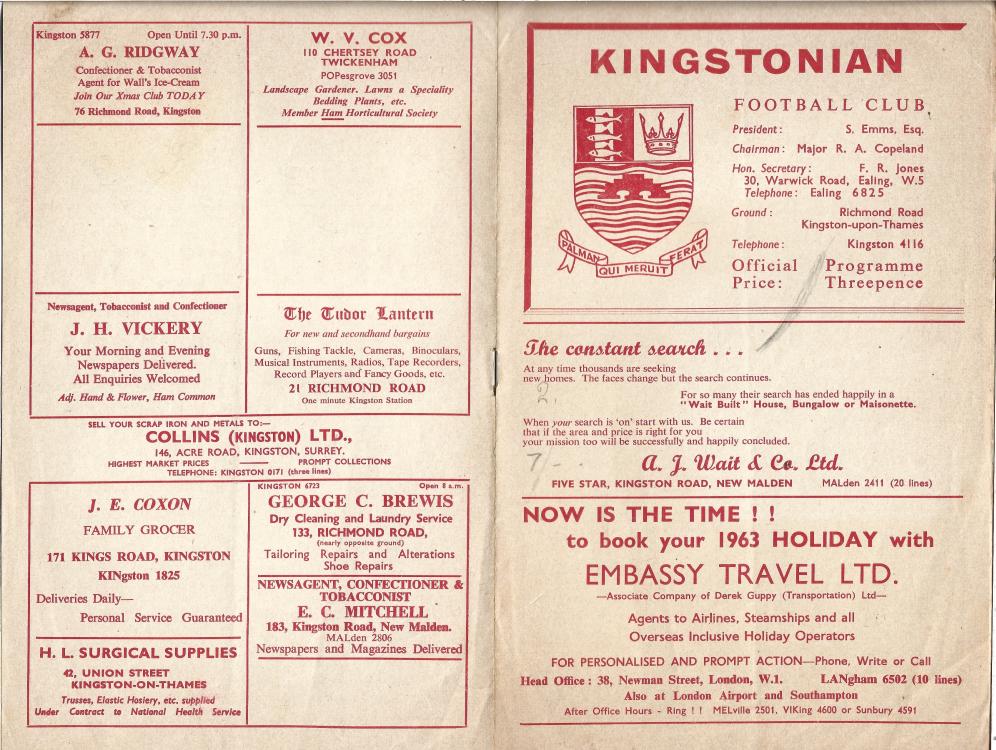 Kingston 5877 Open Until 7.30 p.m.
A. G. RIDGWAY
Confectioner & Tobacconist
Agent for Wall's Ice-Cream
Join Our Xmas Club TODAY
76 Richmond Road, Kingston
W. V. COX
110 CHERTSEY ROAD
TWICKENHAM
POPesgrove 3051
Landscape Gardener. Lawns a Speciality
Bedding Plants, etc.
Member Ham Horticultural Society
Newsagent, Tobacconist and Confectioner
J. H. VICKERY
Your Morning and Evening
Newspapers Delivered.
All Enquiries Welcomed
Adj. Hand & Flower, Ham Common
The Tudor Lantern
For new and secondhand bargains
Guns, Fishing Tackle, Cameras, Binoculars,
Musical Instruments, Radios, Tape Recorders,
Record Players and Fancy Goods, etc.
21 RICHMOND ROAD
One minute Kingston Station
SELL YOUR SCRAP IRON AND METALS TO:—
COLLINS (KINGSTON) LTD.,
146, ACRE ROAD, KINGSTON, SURREY.
HIGHEST MARKET PRICES —— PROMPT COLLECTIONS
TELEPHONE: KINGSTON 0171 (three lines)
J. E. COXON
FAMILY GROCER
171 KINGS ROAD, KINGSTON
KINgston 1825
Deliveries Daily—
Personal Service Guaranteed
H. L. SURGICAL SUPPLIES
42, UNION STREET
KINGSTON-ON-THAMES
Trusses, Elastic Hosiery, etc. supplied
Under Contract to National Health Service
KINGSTON 6723 Open 8 a.m.
GEORGE C. BREWIS
Dry Cleaning and Laundry Service
133, RICHMOND ROAD,
(nearly opposite ground)
Tailoring Repairs and Alterations
Shoe Repairs
NEWSAGENT, CONFECTIONER &
TOBACCONIST
E. C. MITCHELL
183, Kingston Road, New Malden.
MALden 2806
Newspapers and Magazines Delivered
KINGSTONIAN
FOOTBALL CLUB
President: S. Emms, Esq.
Chairman: Major R. A. Copeland
Hon. Secretary: F. R. Jones
30, Warwick Road, Ealing, W.5
Telephone: Ealing 6825
Ground: Richmond Road
Kingston-upon-Thames
Telephone: Kingston 4116
Official Programme
Price: Threepence
PALMAN QUI MERUIT FERAT
The constant search . . .
At any time thousands are seeking
new homes. The faces change but the search continues.
2.
For so many their search has ended happily in a
"Wait Built" House, Bungalow or Maisonette.
When your search is 'on' start with us. Be certain
that if the area and price is right for you
your mission too will be successfully and happily concluded.
7/-.
A. J. Wait & Co. Ltd.
FIVE STAR, KINGSTON ROAD, NEW MALDEN MALden 2411 (20 lines)
NOW IS THE TIME ! !
to book your 1963 HOLIDAY with
EMBASSY TRAVEL LTD.
—Associate Company of Derek Guppy (Transportation) Ltd—
Agents to Airlines, Steamships and all
Overseas Inclusive Holiday Operators
FOR PERSONALISED AND PROMPT ACTION—Phone, Write or Call
Head Office : 38, Newman Street, London, W.1. LANgham 6502 (10 lines)
Also at London Airport and Southampton
After Office Hours - Ring ! ! MELville 2501, VIKing 4600 or Sunbury 4591